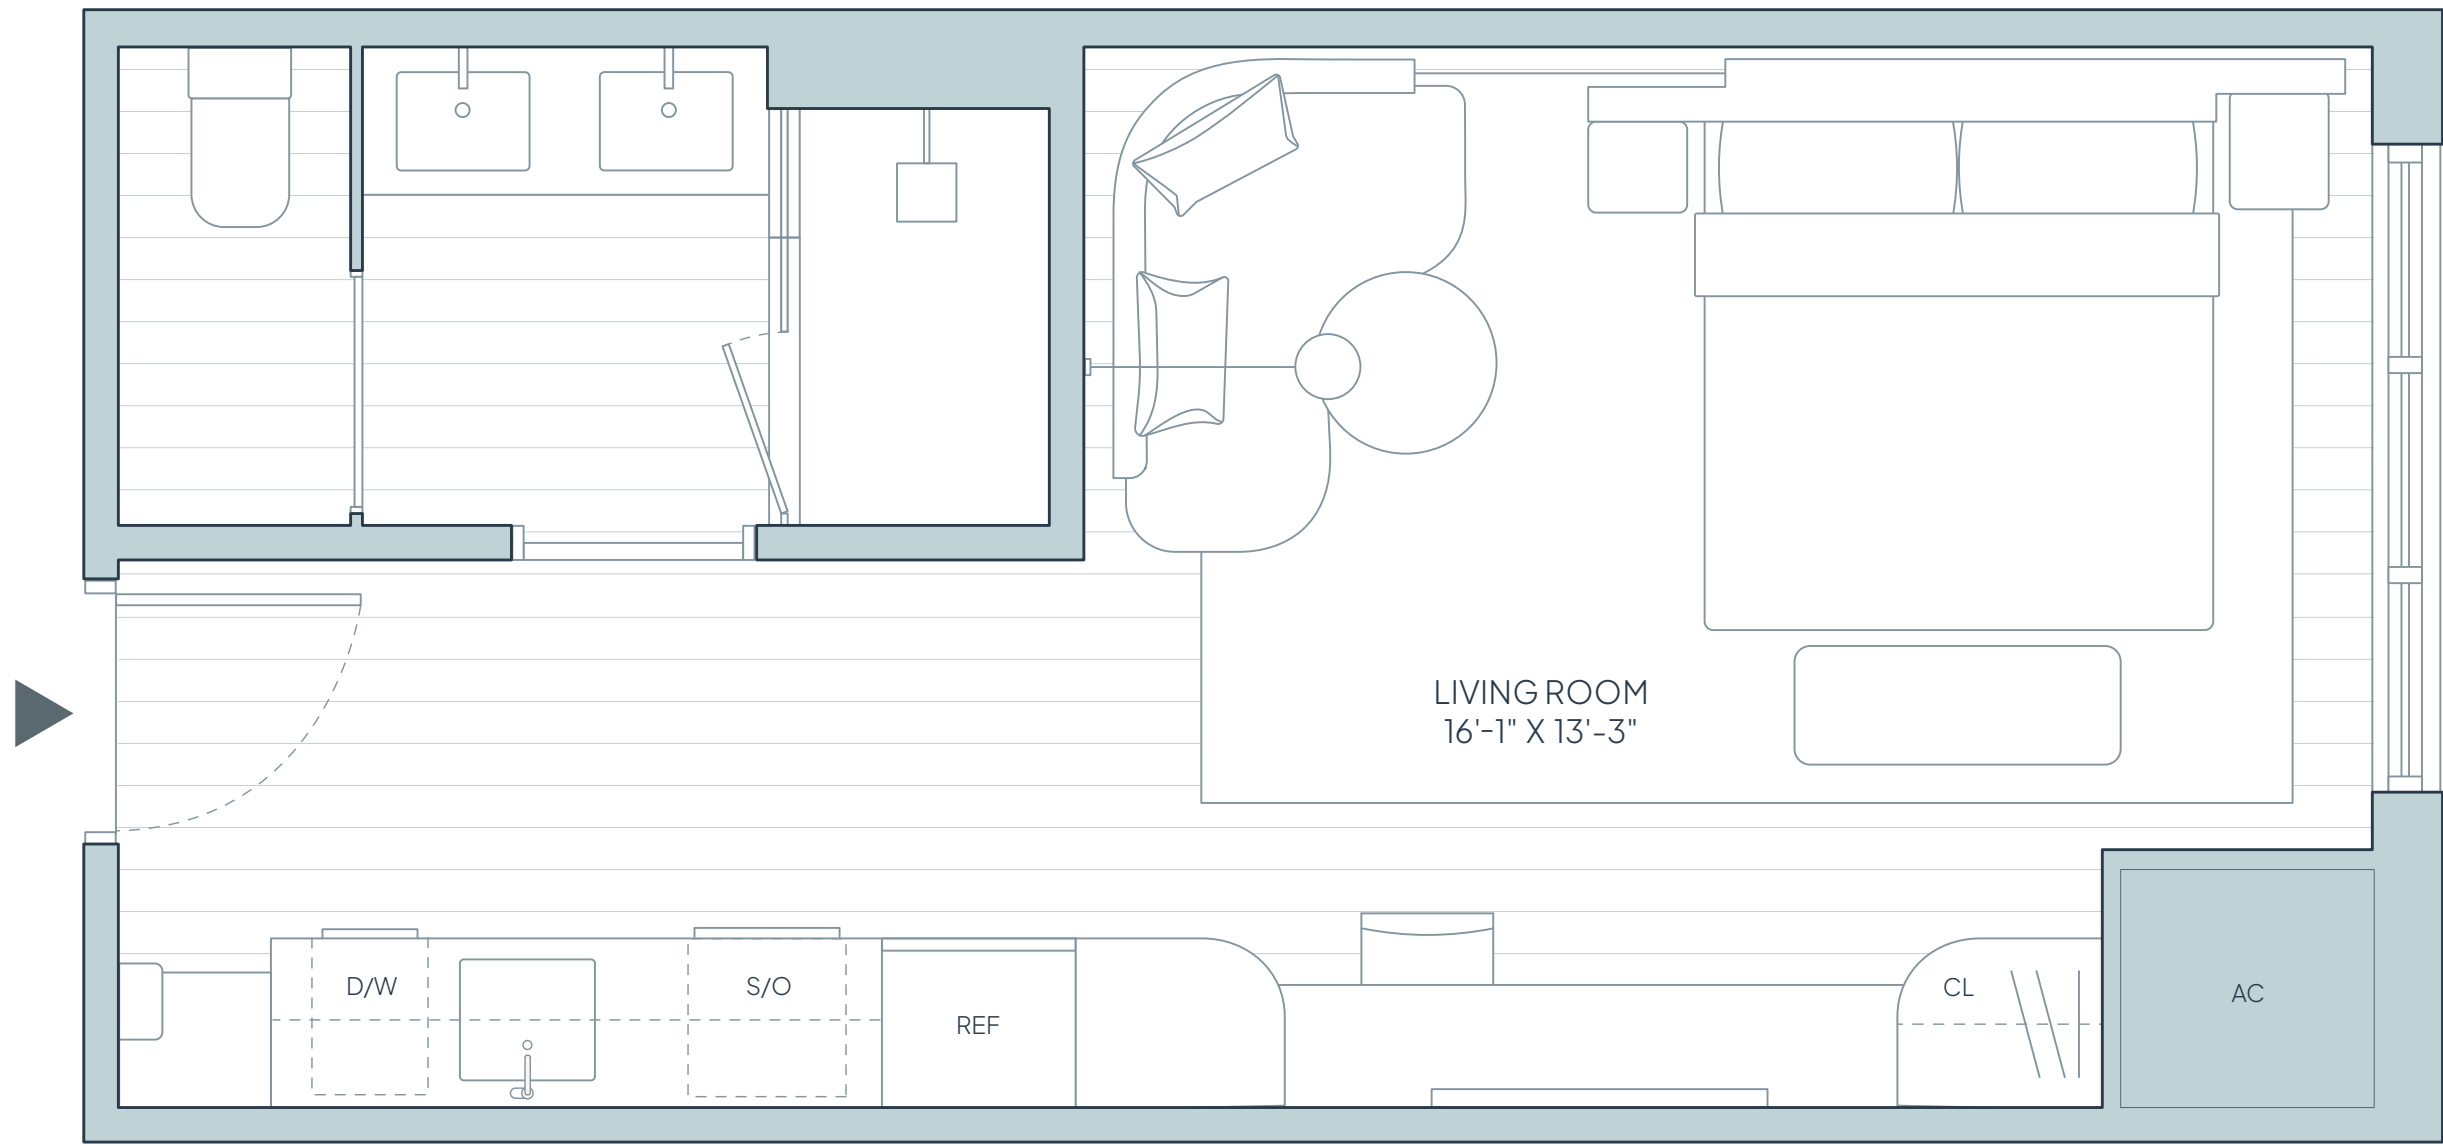 LIVING ROOM
16'-1" X 13'-3"
D/W
S/O
REF
CL
AC